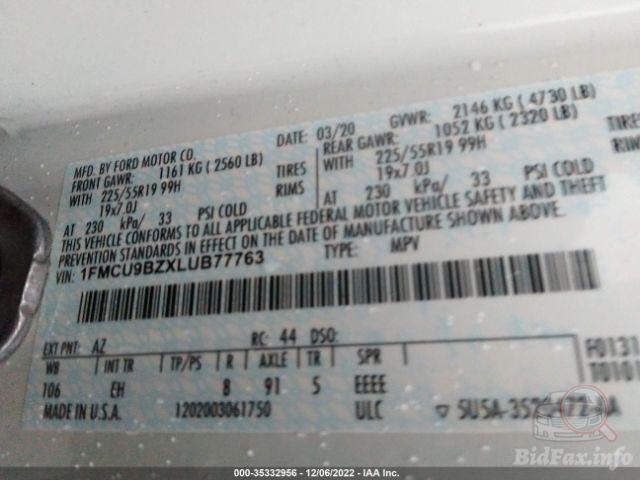 MFD. BY FORD MOTOR CO.
DATE: 03/20
GVWR: 2146 KG ( 4730 LB)
FRONT GAWR: 1161 KG ( 2560 LB)
REAR GAWR: 1052 KG ( 2320 LB)
WITH 225/55R19 99H TIRES
WITH 225/55R19 99H
19x7.0J RIMS
19x7.0J
AT 230 kPa/ 33 PSI COLD
AT 230 kPa/ 33 PSI COLD
THIS VEHICLE CONFORMS TO ALL APPLICABLE FEDERAL MOTOR VEHICLE SAFETY AND
THEFT PREVENTION STANDARDS IN EFFECT ON THE DATE OF MANUFACTURE SHOWN ABOVE.
VIN: 1FMCU9BZXLUB77763
TYPE: MPV
EXT PNT: AZ RC: 44 DSO:
WB INT TR TP/PS R AXLE TR SPR
106 EH 8 91 5 EEEE
MADE IN U.S.A. 1202003061750 ULC
F0131
T0101
000-35332956 - 12/06/2022 - IAA Inc.
BidFax.info